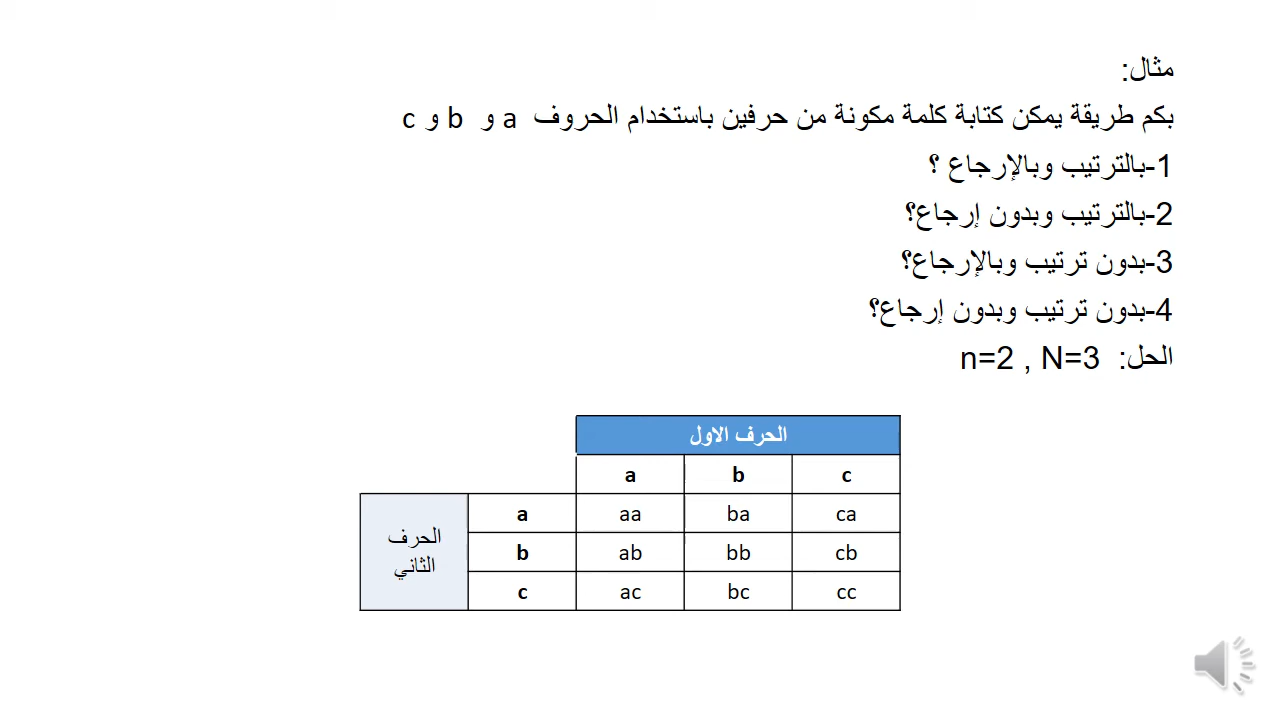 مثال:
بكم طريقة يمكن كتابة كلمة مكونة من حرفين باستخدام الحروف a و b و c
1-بالترتيب وبالإرجاع ؟
2-بالترتيب وبدون إرجاع؟
3-بدون ترتيب وبالإرجاع؟
4-بدون ترتيب وبدون إرجاع؟
الحل: n=2 , N=3
الحرف الاول
a b c
الحرف
الثاني
a aa ba ca
b ab bb cb
c ac bc cc